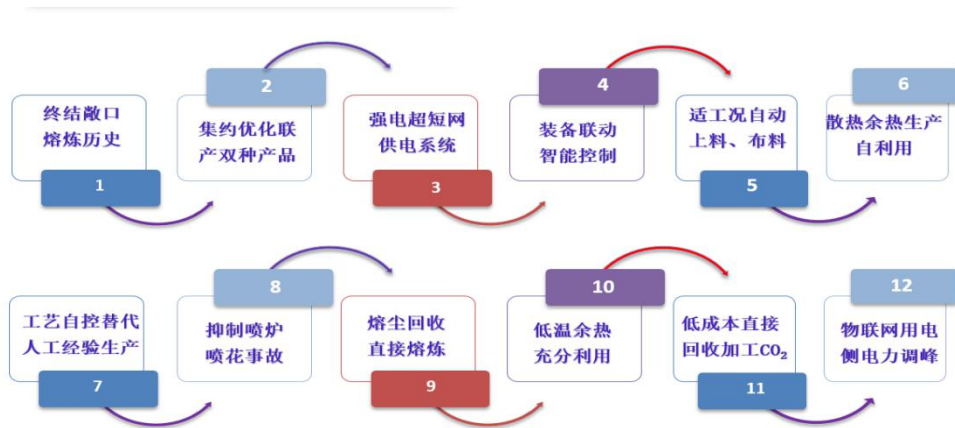 终结敞口
熔炼历史
1
2
集约优化联
产双种产品
强电超短网
供电系统
3
4
装备联动
智能控制
适工况自动
上料、布料
5
6
散热余热生产
自利用
工艺自控替代
人工经验生产
7
8
抑制喷炉
喷花事故
熔尘回收
直接熔炼
9
10
低温余热
充分利用
低成本直接
回收加工CO₂
11
12
物联网用电
侧电力调峰